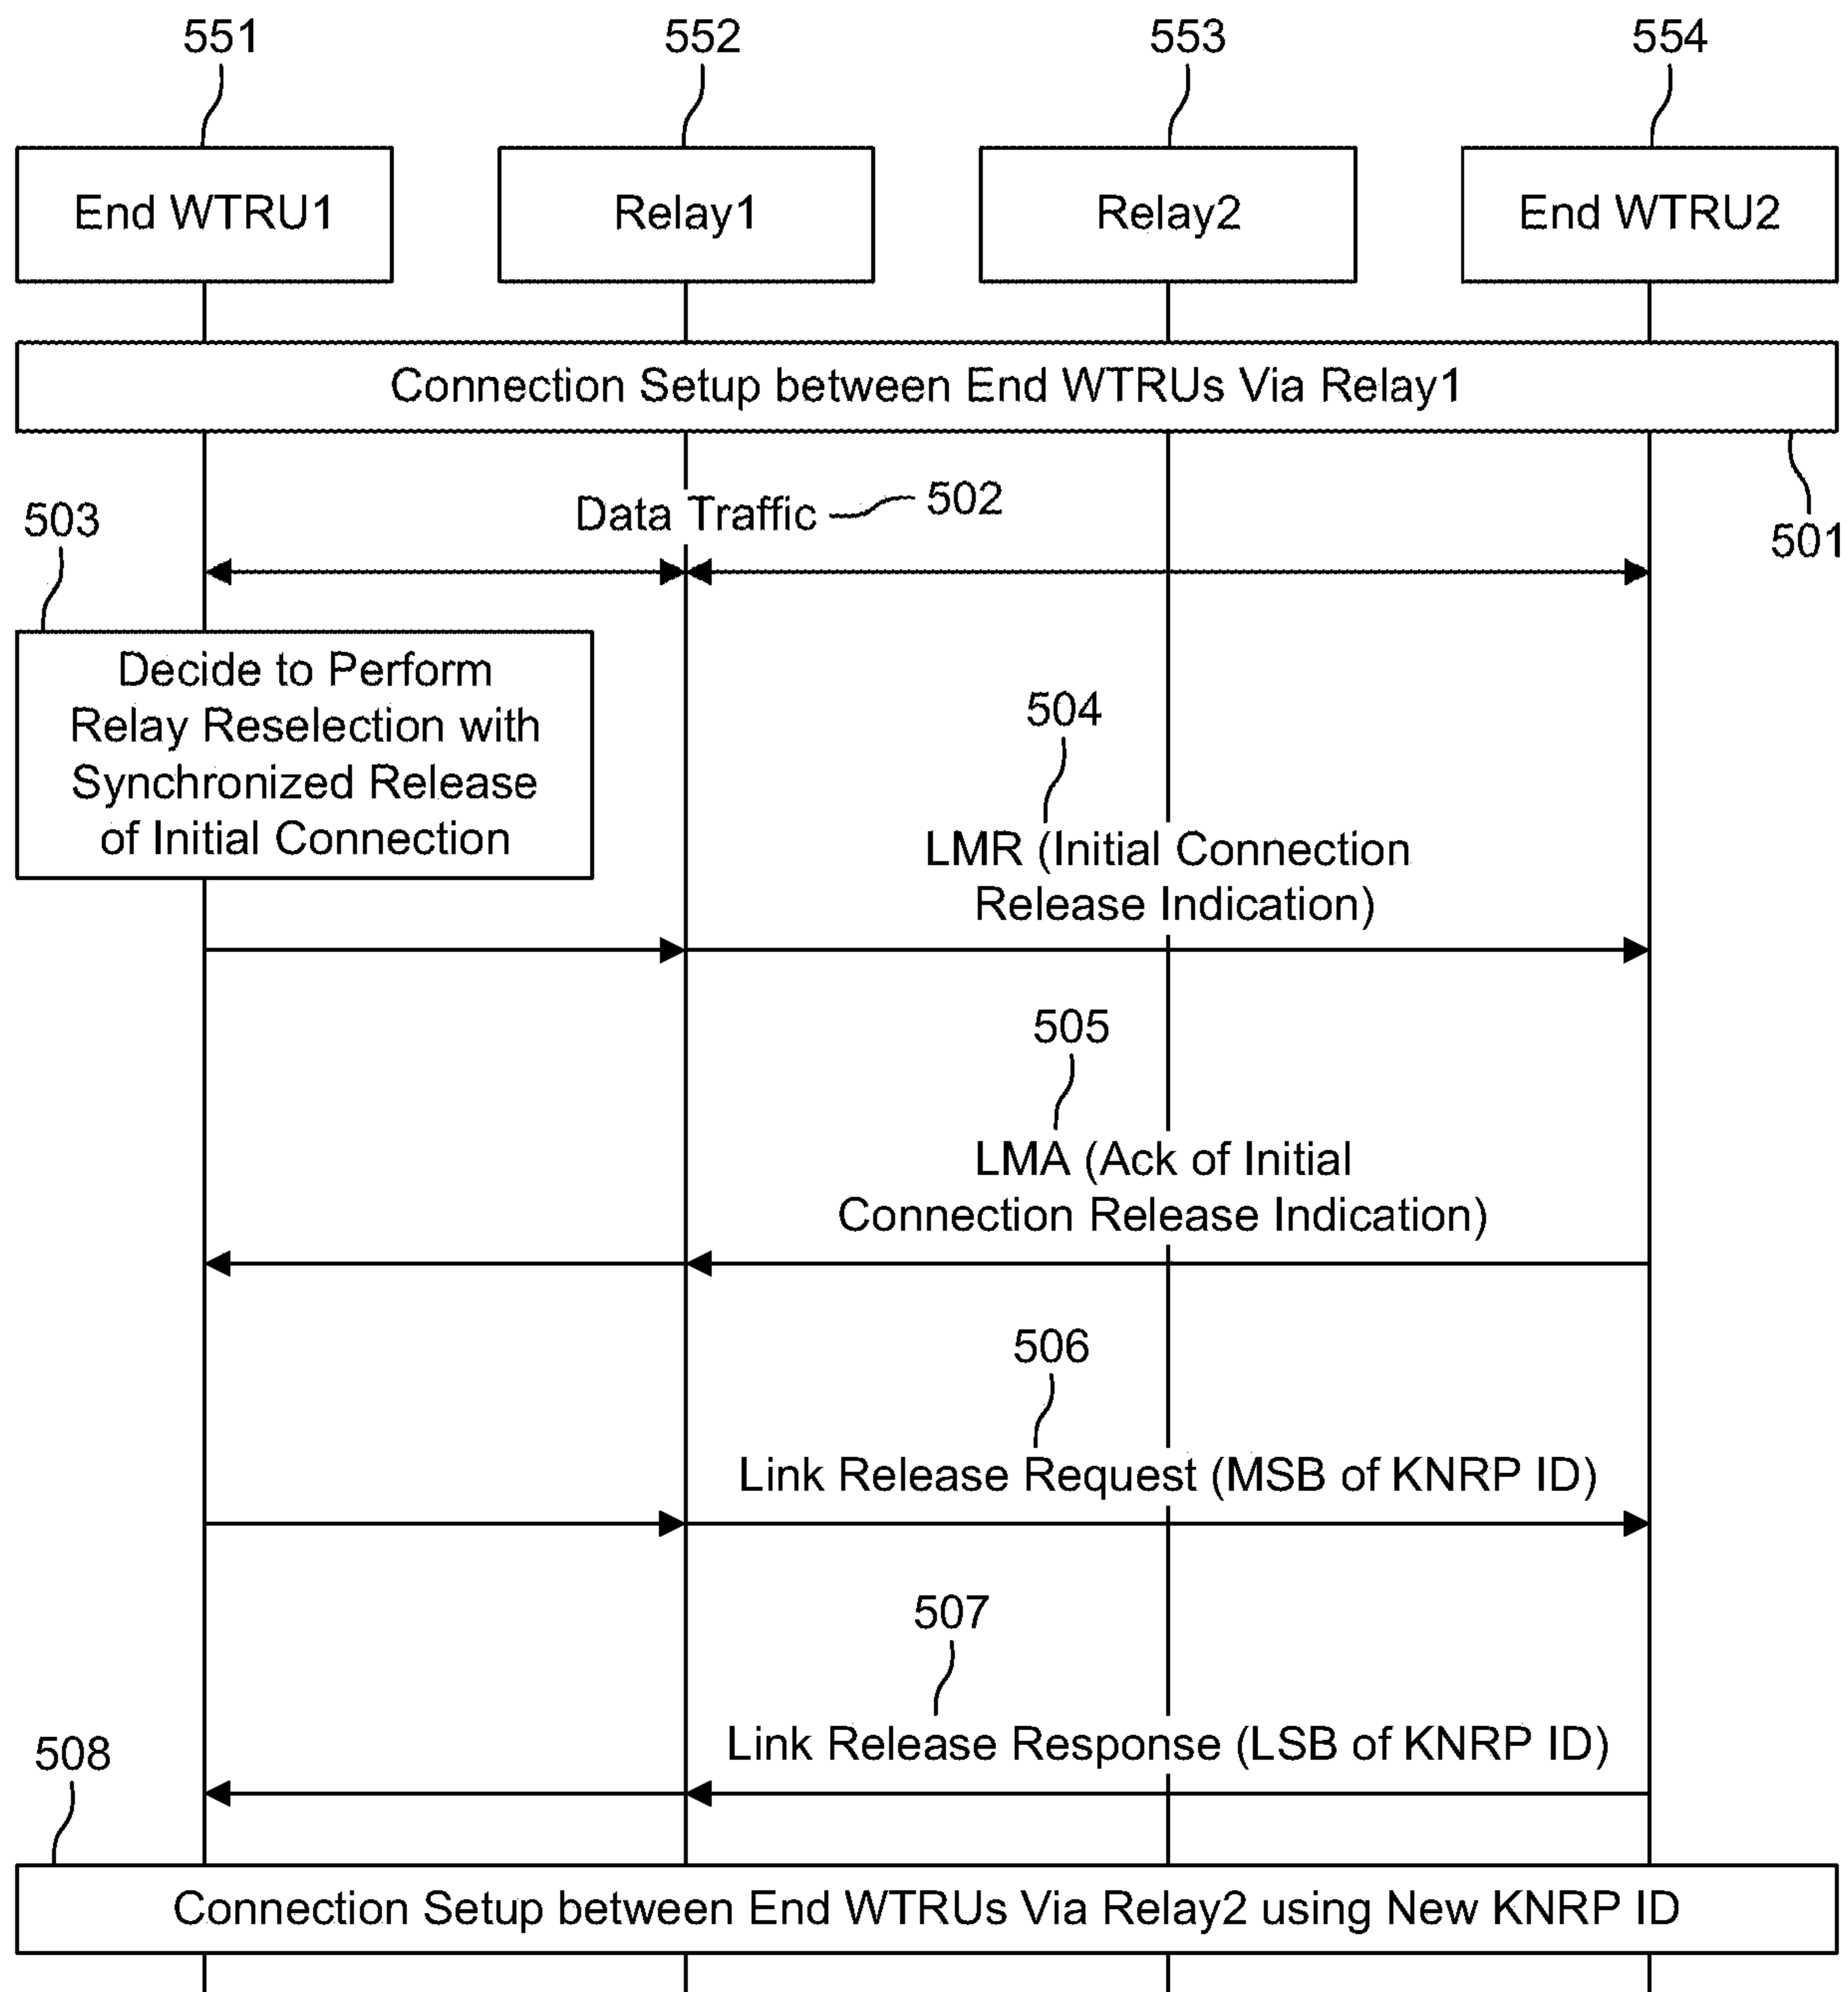 551
552
553
554
End WTRU1
Relay1
Relay2
End WTRU2
Connection Setup between End WTRUs Via Relay1
501
Data Traffic
502
503
Decide to Perform
Relay Reselection with
Synchronized Release
of Initial Connection
504
LMR (Initial Connection
Release Indication)
505
LMA (Ack of Initial
Connection Release Indication)
506
Link Release Request (MSB of KNRP ID)
507
Link Release Response (LSB of KNRP ID)
508
Connection Setup between End WTRUs Via Relay2 using New KNRP ID